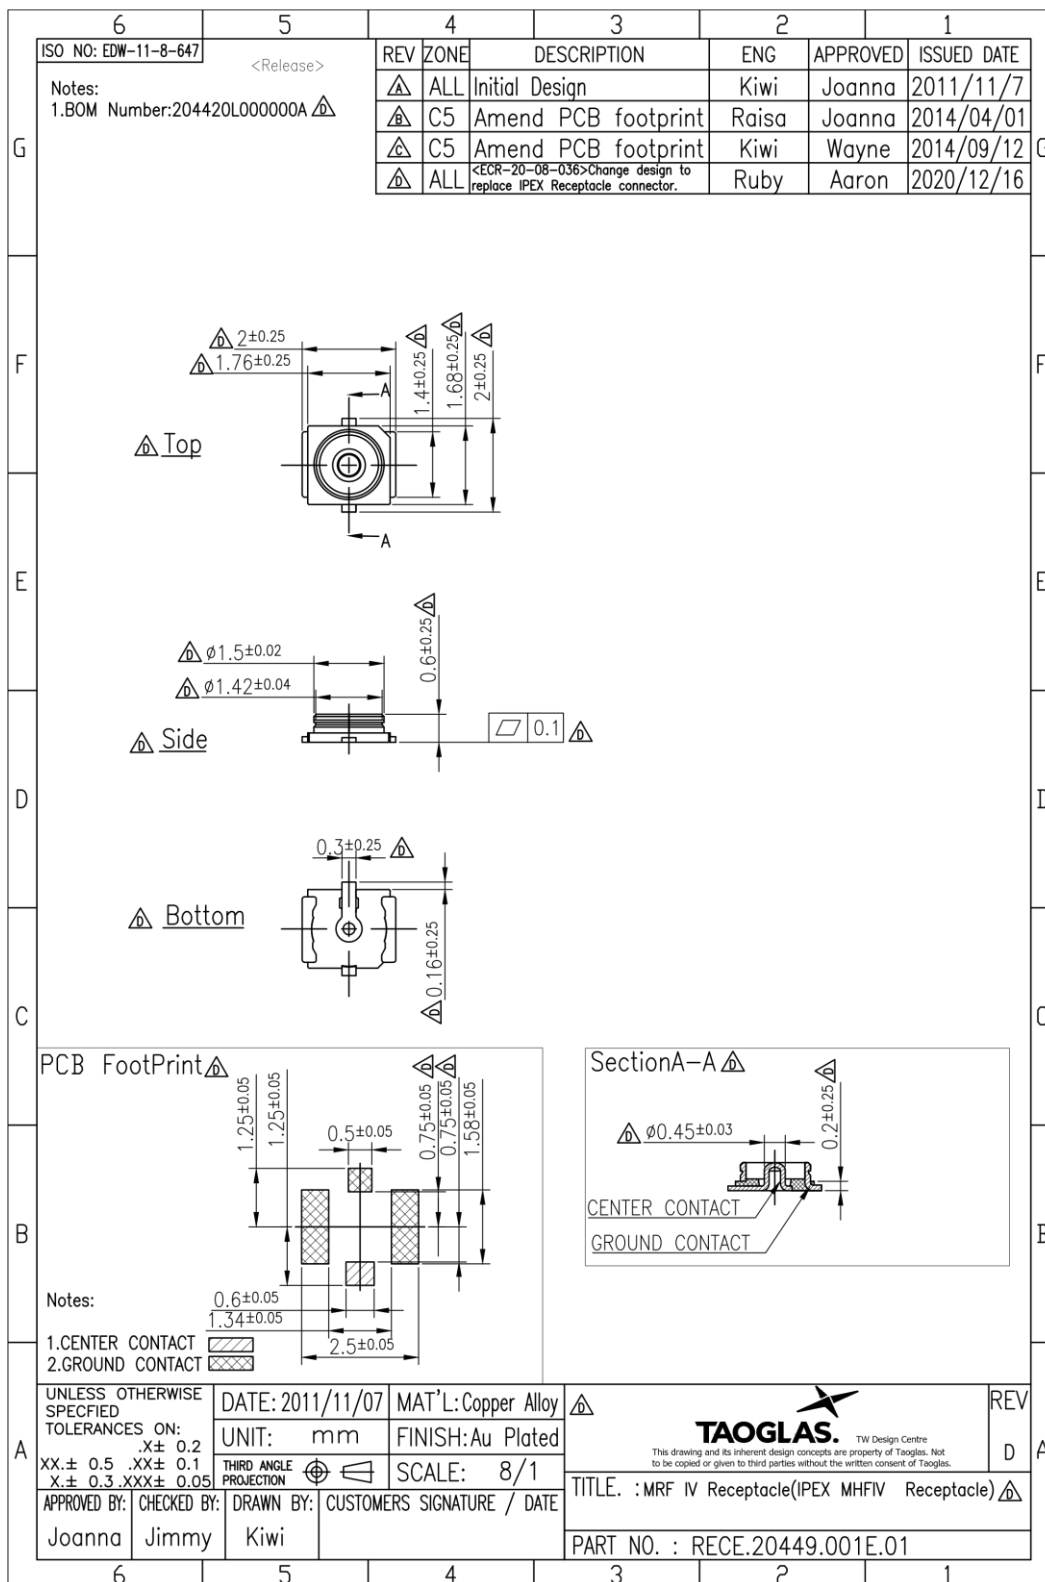 6 5 4 3 2 1
ISO NO: EDW-11-8-647
<Release>
Notes:
1.BOM Number:204420L000000A D
REV ZONE DESCRIPTION ENG APPROVED ISSUED DATE
A ALL Initial Design Kiwi Joanna 2011/11/7
B C5 Amend PCB footprint Raisa Joanna 2014/04/01
C C5 Amend PCB footprint Kiwi Wayne 2014/09/12
D ALL <ECR-20-08-036>Change design to
replace IPEX Receptacle connector. Ruby Aaron 2020/12/16
G G
F F
D 2±0.25
D 1.76±0.25
1.4±0.25 D
1.68±0.25 D
2±0.25 D
A
D Top
A
E E
D ø1.5±0.02
D ø1.42±0.04
0.6±0.25 D
0.1 D
D Side
D D
0.3±0.25 D
D Bottom
D 0.16±0.25
C C
PCB FootPrint D
1.25±0.05
1.25±0.05
0.5±0.05
0.75±0.05 D
0.75±0.05 D
1.58±0.05
B B
0.6±0.05
1.34±0.05
2.5±0.05
Notes:
1.CENTER CONTACT
2.GROUND CONTACT
SectionA-A D
D ø0.45±0.03
0.2±0.25 D
CENTER CONTACT
GROUND CONTACT
A A
UNLESS OTHERWISE
SPECFIED
TOLERANCES ON:
.X± 0.2
XX.± 0.5 .XX± 0.1
X.± 0.3 .XXX± 0.05
DATE: 2011/11/07
MAT'L: Copper Alloy
UNIT: mm
FINISH: Au Plated
THIRD ANGLE
PROJECTION
SCALE: 8/1
APPROVED BY: CHECKED BY: DRAWN BY: CUSTOMERS SIGNATURE / DATE
Joanna Jimmy Kiwi
D
TAOGLAS. TW Design Centre
This drawing and its inherent design concepts are property of Taoglas. Not
to be copied or given to third parties without the written consent of Taoglas.
REV
D
TITLE. : MRF IV Receptacle(IPEX MHFIV Receptacle) D
PART NO. : RECE.20449.001E.01
6 5 4 3 2 1